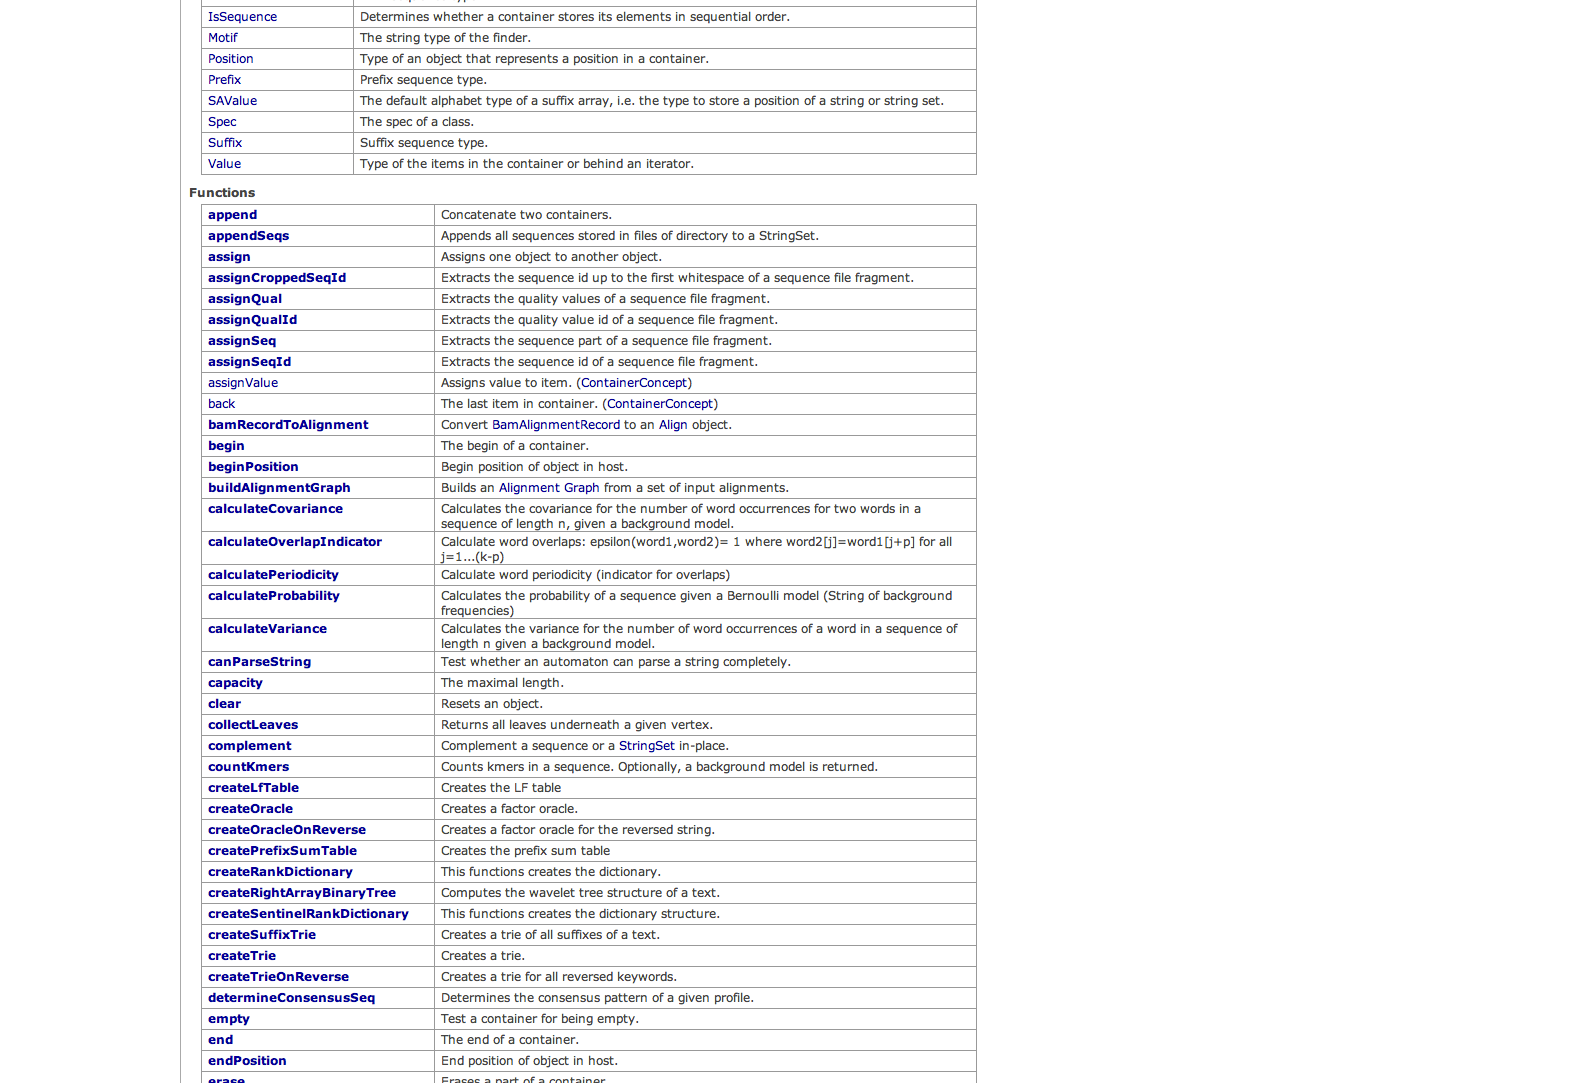 IsSequence Determines whether a container stores its elements in sequential order.
Motif The string type of the finder.
Position Type of an object that represents a position in a container.
Prefix Prefix sequence type.
SAValue The default alphabet type of a suffix array, i.e. the type to store a position of a string or string set.
Spec The spec of a class.
Suffix Suffix sequence type.
Value Type of the items in the container or behind an iterator.
Functions
append Concatenate two containers.
appendSeqs Appends all sequences stored in files of directory to a StringSet.
assign Assigns one object to another object.
assignCroppedSeqId Extracts the sequence id up to the first whitespace of a sequence file fragment.
assignQual Extracts the quality values of a sequence file fragment.
assignQualId Extracts the quality value id of a sequence file fragment.
assignSeq Extracts the sequence part of a sequence file fragment.
assignSeqId Extracts the sequence id of a sequence file fragment.
assignValue Assigns value to item. (ContainerConcept)
back The last item in container. (ContainerConcept)
bamRecordToAlignment Convert BamAlignmentRecord to an Align object.
begin The begin of a container.
beginPosition Begin position of object in host.
buildAlignmentGraph Builds an Alignment Graph from a set of input alignments.
calculateCovariance Calculates the covariance for the number of word occurrences for two words in a
sequence of length n, given a background model.
calculateOverlapIndicator Calculate word overlaps: epsilon(word1,word2)= 1 where word2[j]=word1[j+p] for all
j=1...(k-p)
calculatePeriodicity Calculate word periodicity (indicator for overlaps)
calculateProbability Calculates the probability of a sequence given a Bernoulli model (String of background
frequencies)
calculateVariance Calculates the variance for the number of word occurrences of a word in a sequence of
length n given a background model.
canParseString Test whether an automaton can parse a string completely.
capacity The maximal length.
clear Resets an object.
collectLeaves Returns all leaves underneath a given vertex.
complement Complement a sequence or a StringSet in-place.
countKmers Counts kmers in a sequence. Optionally, a background model is returned.
createLfTable Creates the LF table
createOracle Creates a factor oracle.
createOracleOnReverse Creates a factor oracle for the reversed string.
createPrefixSumTable Creates the prefix sum table
createRankDictionary This functions creates the dictionary.
createRightArrayBinaryTree Computes the wavelet tree structure of a text.
createSentinelRankDictionary This functions creates the dictionary structure.
createSuffixTrie Creates a trie of all suffixes of a text.
createTrie Creates a trie.
createTrieOnReverse Creates a trie for all reversed keywords.
determineConsensusSeq Determines the consensus pattern of a given profile.
empty Test a container for being empty.
end The end of a container.
endPosition End position of object in host.
erase Erases a part of a container